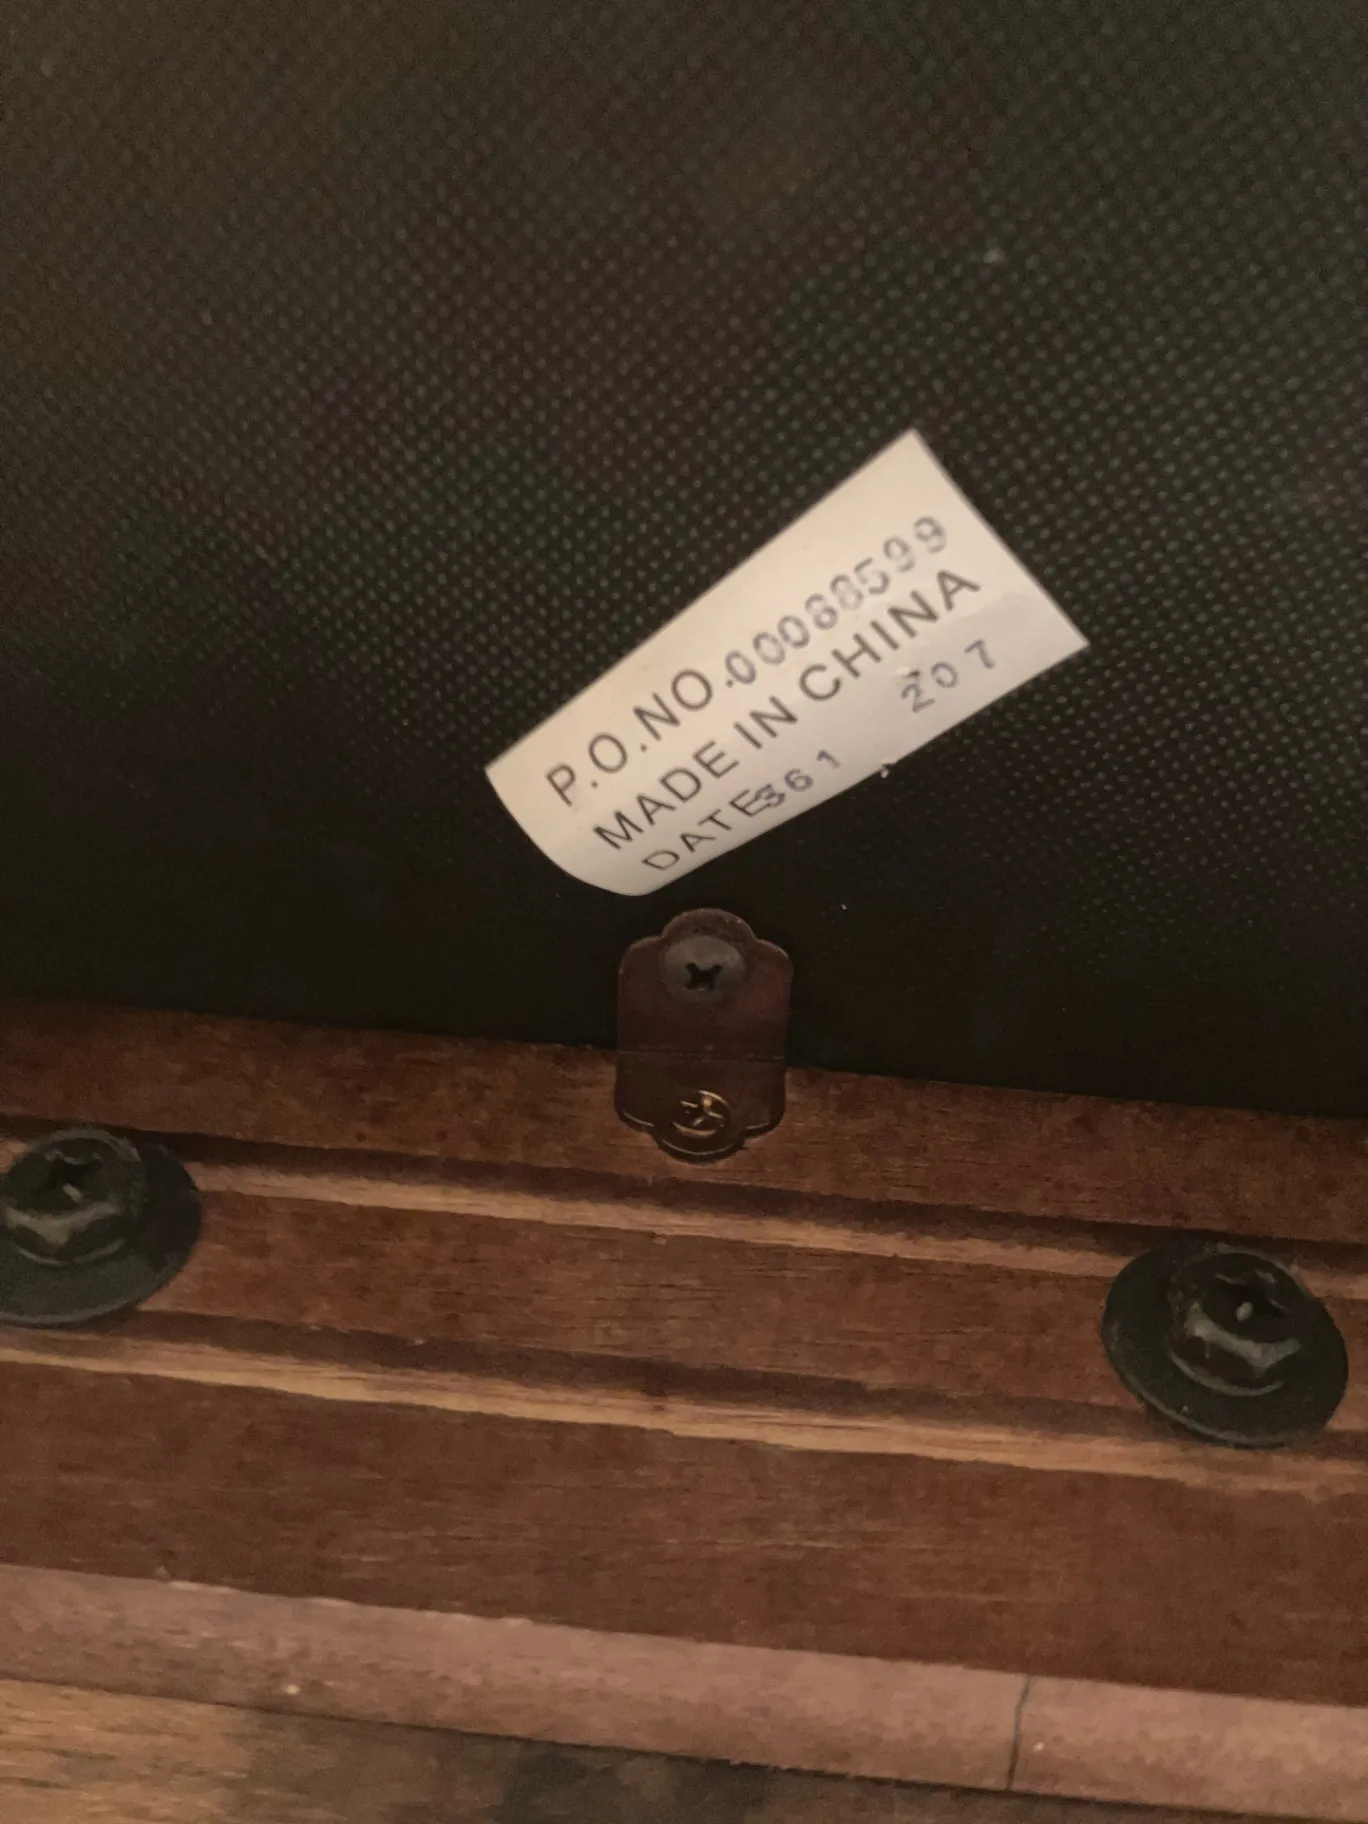 P.O.NO.00088599
MADE IN CHINA
DATE361 207